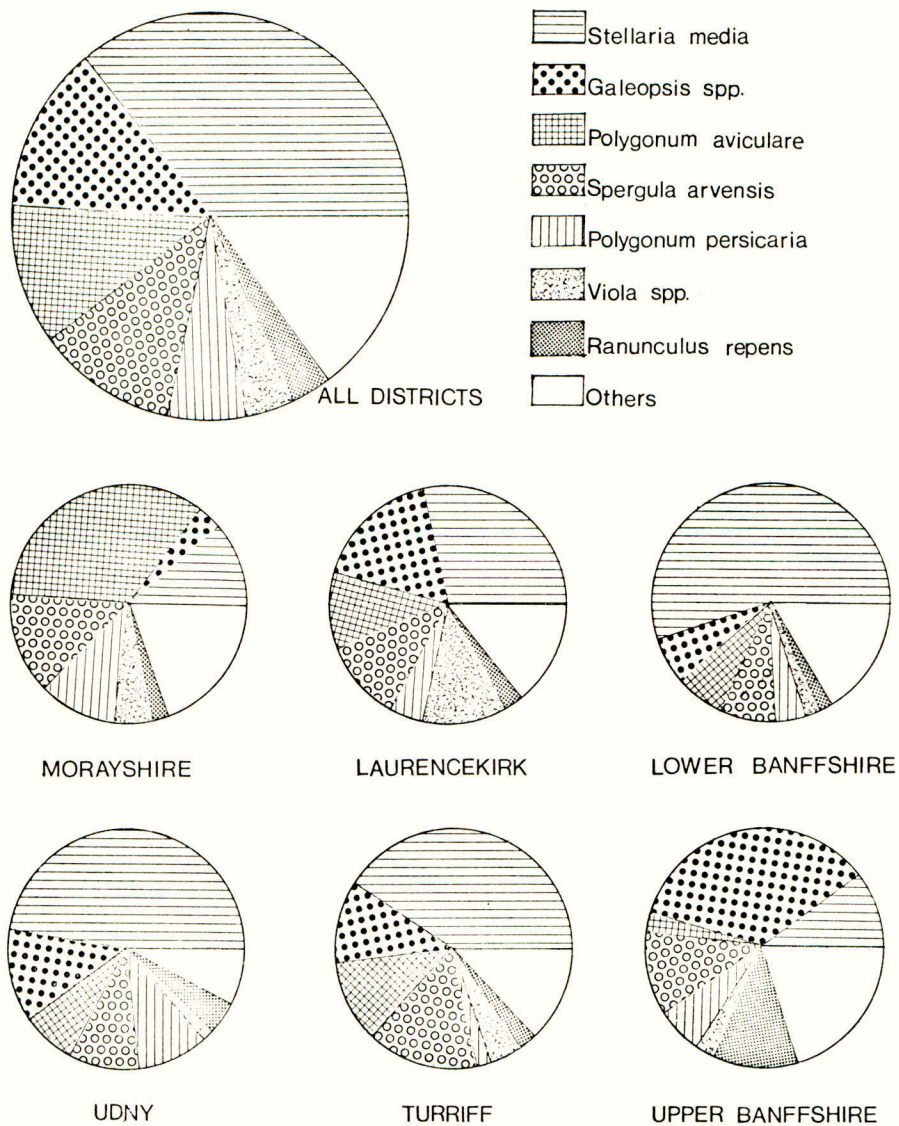 Stellaria media
Galeopsis spp.
Polygonum aviculare
Spergula arvensis
Polygonum persicaria
Viola spp.
Ranunculus repens
Others
ALL DISTRICTS
MORAYSHIRE
LAURENCEKIRK
LOWER BANFFSHIRE
UDNY
TURRIFF
UPPER BANFFSHIRE